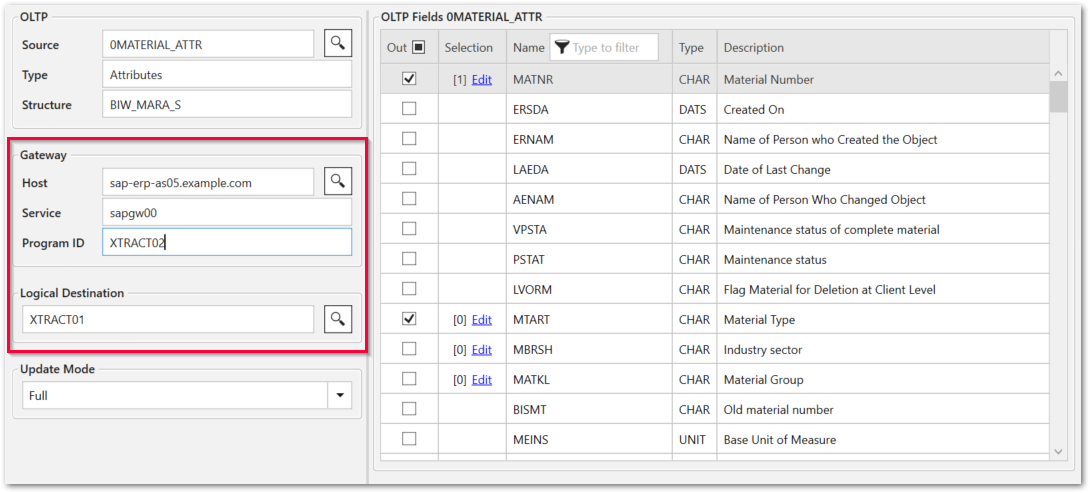 OLTP
Source 0MATERIAL_ATTR
Type Attributes
Structure BIW_MARA_S
Gateway
Host sap-erp-as05.example.com
Service sapgw00
Program ID XTRACT02
Logical Destination
XTRACT01
Update Mode
Full
OLTP Fields 0MATERIAL_ATTR
Out Selection Name Type to filter Type Description
[1] Edit MATNR CHAR Material Number
ERSDA DATS Created On
ERNAM CHAR Name of Person who Created the Object
LAEDA DATS Date of Last Change
AENAM CHAR Name of Person Who Changed Object
VPSTA CHAR Maintenance status of complete material
PSTAT CHAR Maintenance status
LVORM CHAR Flag Material for Deletion at Client Level
[0] Edit MTART CHAR Material Type
[0] Edit MBRSH CHAR Industry sector
[0] Edit MATKL CHAR Material Group
BISMT CHAR Old material number
MEINS UNIT Base Unit of Measure